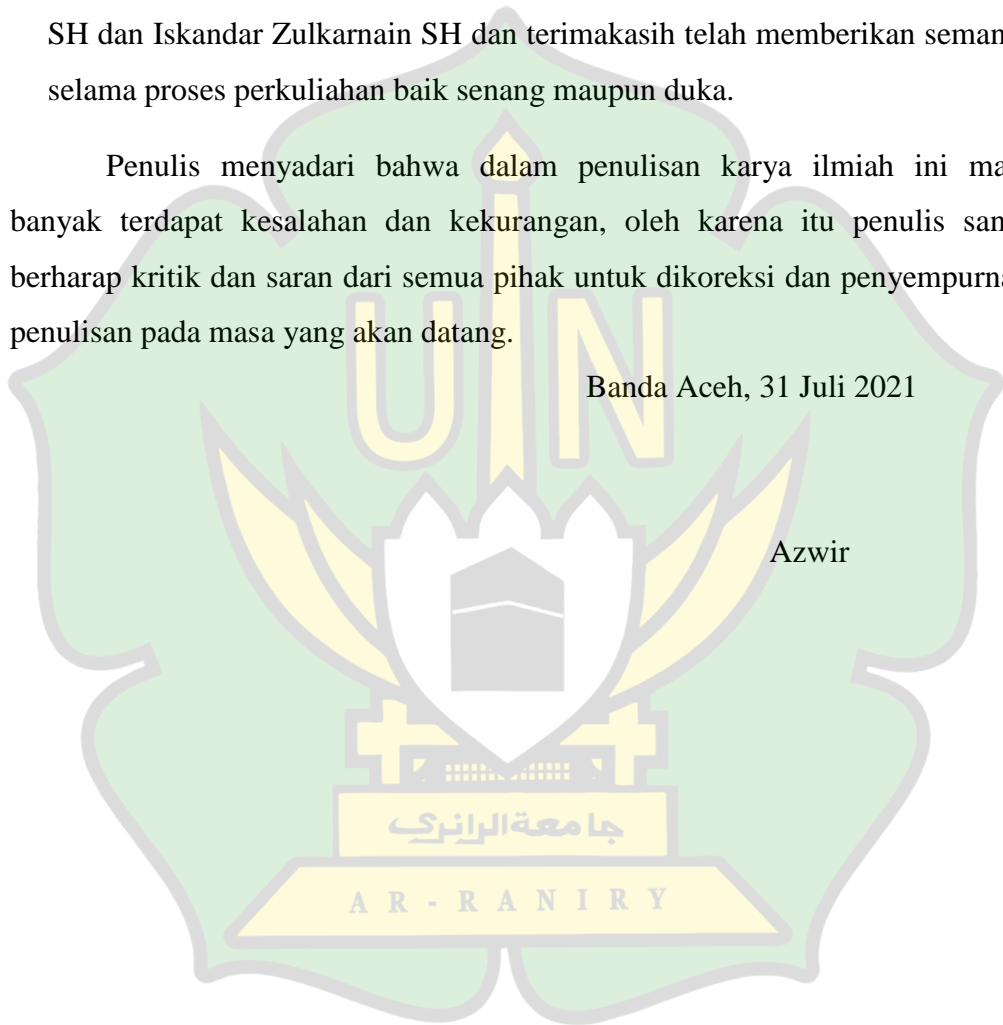 SH dan Iskandar Zulkarnain SH dan terimakasih telah memberikan seman
selama proses perkuliahan baik senang maupun duka.
Penulis menyadari bahwa dalam penulisan karya ilmiah ini ma
banyak terdapat kesalahan dan kekurangan, oleh karena itu penulis san
berharap kritik dan saran dari semua pihak untuk dikoreksi dan penyempurna
penulisan pada masa yang akan datang.
UIN
Banda Aceh, 31 Juli 2021
Azwir
جامعةالرانري
AR-RANIRY